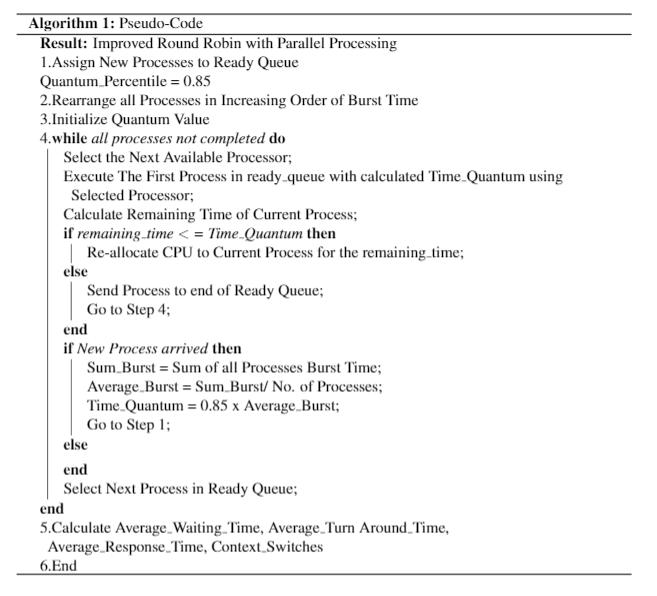 Algorithm 1: Pseudo-Code
Result: Improved Round Robin with Parallel Processing
1.Assign New Processes to Ready Queue
Quantum_Percentile = 0.85
2.Rearrange all Processes in Increasing Order of Burst Time
3.Initialize Quantum Value
4.while all processes not completed do
Select the Next Available Processor;
Execute The First Process in ready_queue with calculated Time_Quantum using
Selected Processor;
Calculate Remaining Time of Current Process;
if remaining_time < = Time_Quantum then
Re-allocate CPU to Current Process for the remaining_time;
else
Send Process to end of Ready Queue;
Go to Step 4;
end
if New Process arrived then
Sum_Burst = Sum of all Processes Burst Time;
Average_Burst = Sum_Burst/ No. of Processes;
Time_Quantum = 0.85 x Average_Burst;
Go to Step 1;
else
end
Select Next Process in Ready Queue;
end
5.Calculate Average_Waiting_Time, Average_Turn Around_Time,
Average_Response_Time, Context_Switches
6.End